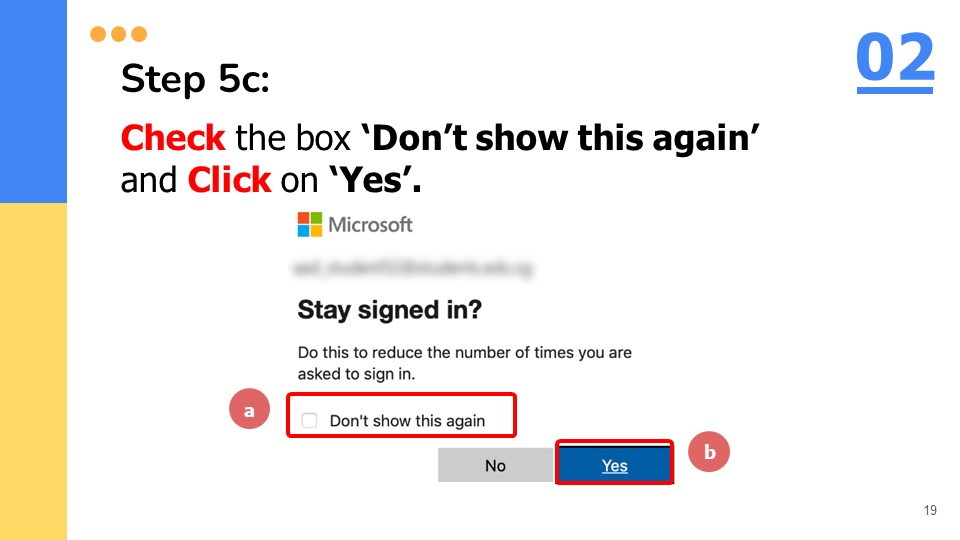 02
Step 5c:
Check the box ‘Don’t show this again’
and Click on ‘Yes’.
Microsoft
Stay signed in?
Do this to reduce the number of times you are
asked to sign in.
a
Don't show this again
b
No
Yes
19